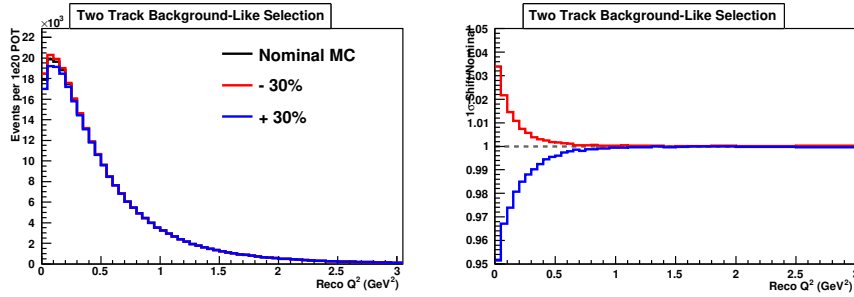 Two Track Background-Like Selection
×10³
Events per 1e20 POT
20
18
16
14
12
10
8
6
4
2
0
Nominal MC
- 30%
+ 30%
0 0.5 1 1.5 2 2.5 3
Reco Q² (GeV²)
Two Track Background-Like Selection
1σ Shift/Nominal
1.05
1.04
1.03
1.02
1.01
1
0.99
0.98
0.97
0.96
0.95
0 0.5 1 1.5 2 2.5 3
Reco Q² (GeV²)